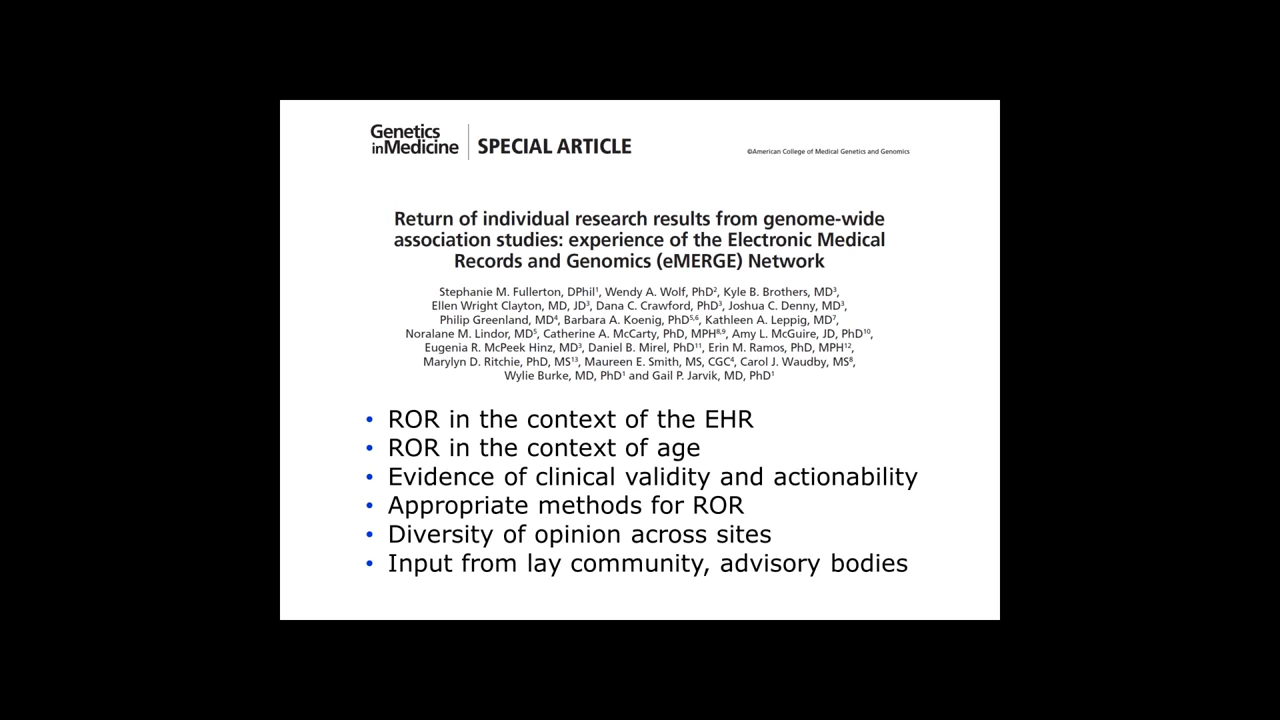 Genetics
inMedicine
SPECIAL ARTICLE
©American College of Medical Genetics and Genomics
Return of individual research results from genome-wide
association studies: experience of the Electronic Medical
Records and Genomics (eMERGE) Network
Stephanie M. Fullerton, DPhil¹, Wendy A. Wolf, PhD², Kyle B. Brothers, MD³,
Ellen Wright Clayton, MD, JD³, Dana C. Crawford, PhD³, Joshua C. Denny, MD³,
Philip Greenland, MD⁴, Barbara A. Koenig, PhD⁵,⁶, Kathleen A. Leppig, MD⁷,
Noralane M. Lindor, MD⁵, Catherine A. McCarty, PhD, MPH⁸,⁹, Amy L. McGuire, JD, PhD¹⁰,
Eugenia R. McPeek Hinz, MD³, Daniel B. Mirel, PhD¹¹, Erin M. Ramos, PhD, MPH¹²,
Marylyn D. Ritchie, PhD, MS¹³, Maureen E. Smith, MS, CGC⁴, Carol J. Waudby, MS⁸,
Wylie Burke, MD, PhD¹ and Gail P. Jarvik, MD, PhD¹
• ROR in the context of the EHR
• ROR in the context of age
• Evidence of clinical validity and actionability
• Appropriate methods for ROR
• Diversity of opinion across sites
• Input from lay community, advisory bodies